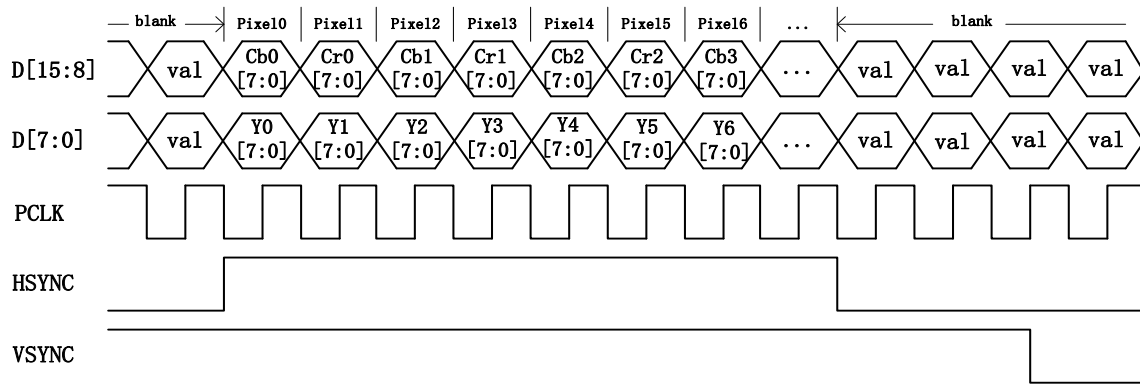 blank Pixel0 Pixel1 Pixel2 Pixel3 Pixel4 Pixel5 Pixel6 ... blank
D[15:8] val Cb0 Cr0 Cb1 Cr1 Cb2 Cr2 Cb3 ... val val val val
[7:0] [7:0] [7:0] [7:0] [7:0] [7:0] [7:0]
D[7:0] val Y0 Y1 Y2 Y3 Y4 Y5 Y6 ... val val val val
[7:0] [7:0] [7:0] [7:0] [7:0] [7:0] [7:0]
PCLK
HSYNC
VSYNC